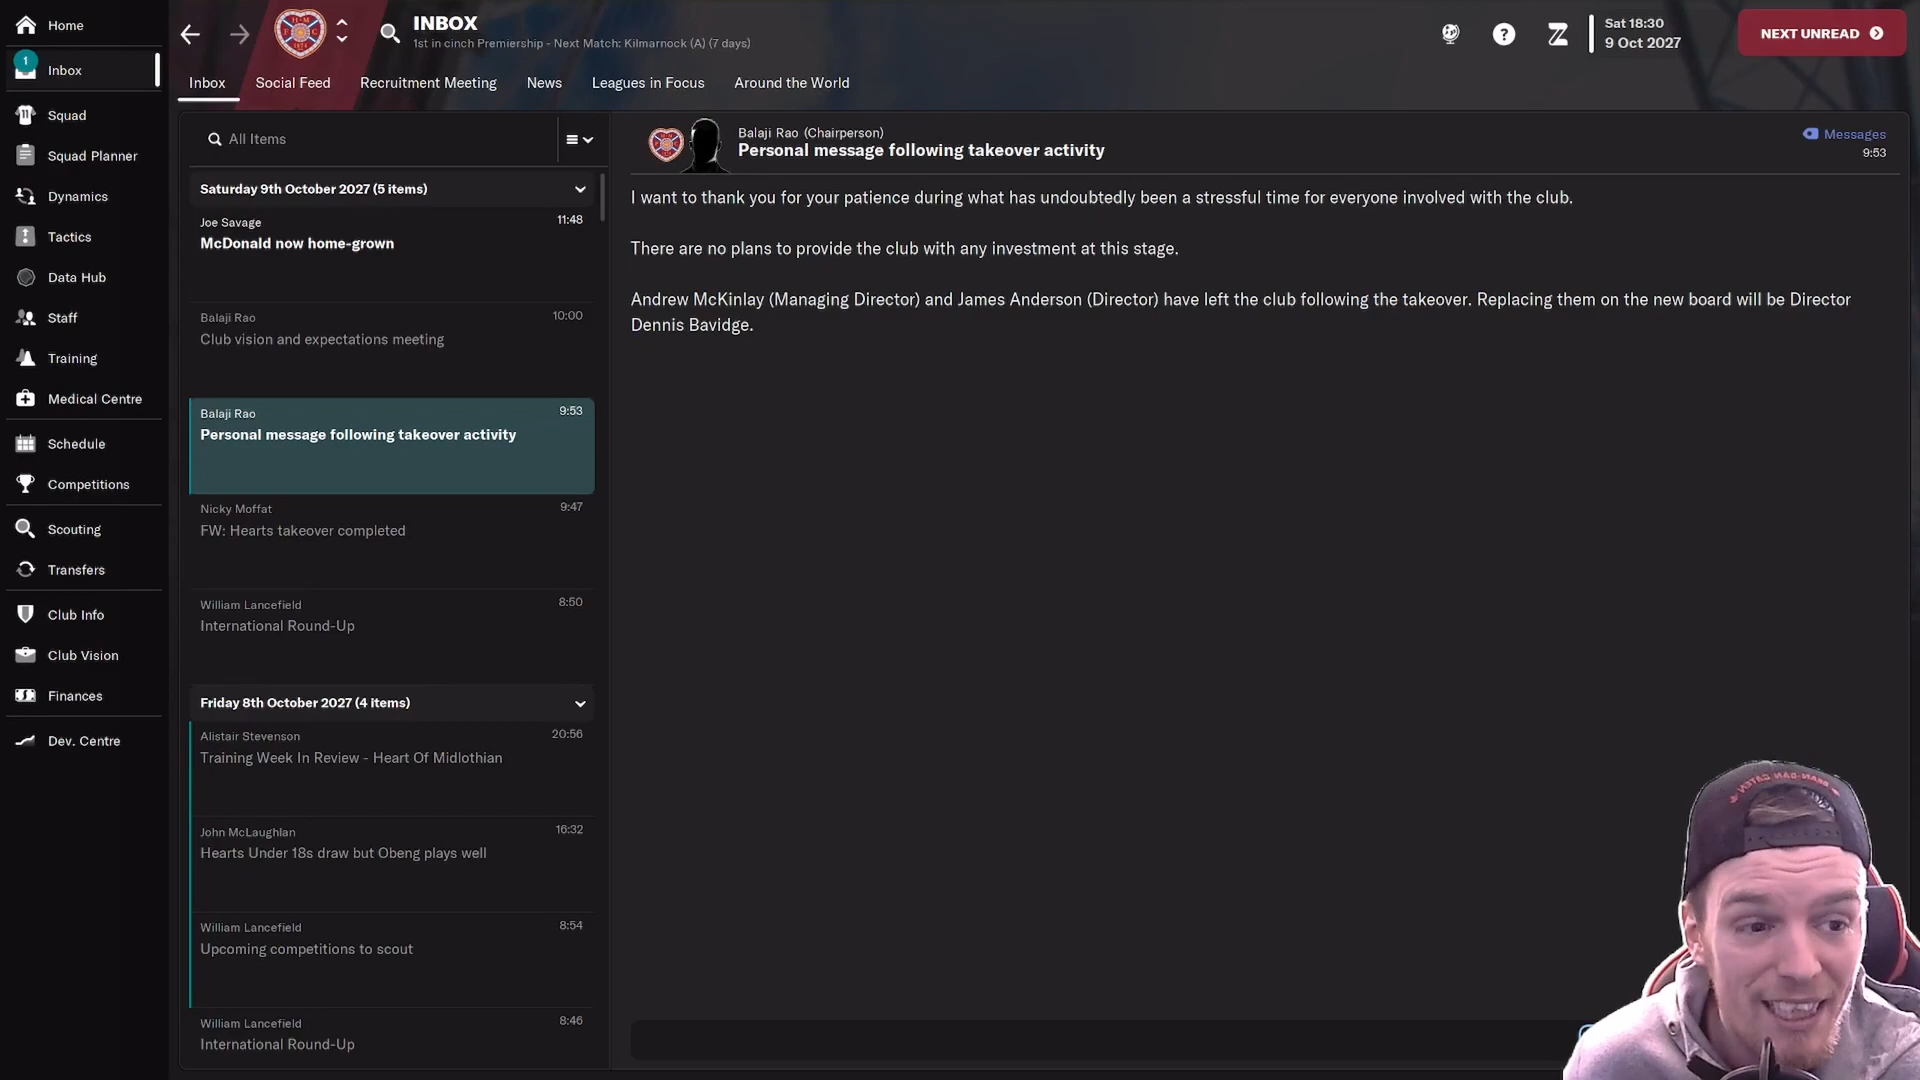 Home
1
Inbox
Squad
Squad Planner
Dynamics
Tactics
Data Hub
Staff
Training
Medical Centre
Schedule
Competitions
Scouting
Transfers
Club Info
Club Vision
Finances
Dev. Centre
INBOX
1st in cinch Premiership - Next Match: Kilmarnock (A) (7 days)
Sat 18:30
9 Oct 2027
NEXT UNREAD
Inbox
Social Feed
Recruitment Meeting
News
Leagues in Focus
Around the World
All Items
Saturday 9th October 2027 (5 items)
Joe Savage 11:48
McDonald now home-grown
Balaji Rao 10:00
Club vision and expectations meeting
Balaji Rao 9:53
Personal message following takeover activity
Nicky Moffat 9:47
FW: Hearts takeover completed
William Lancefield 8:50
International Round-Up
Friday 8th October 2027 (4 items)
Alistair Stevenson 20:56
Training Week In Review - Heart Of Midlothian
John McLaughlan 16:32
Hearts Under 18s draw but Obeng plays well
William Lancefield 8:54
Upcoming competitions to scout
William Lancefield 8:46
International Round-Up
Balaji Rao (Chairperson)
Personal message following takeover activity
Messages
9:53
I want to thank you for your patience during what has undoubtedly been a stressful time for everyone involved with the club.
There are no plans to provide the club with any investment at this stage.
Andrew McKinlay (Managing Director) and James Anderson (Director) have left the club following the takeover. Replacing them on the new board will be Director
Dennis Bavidge.